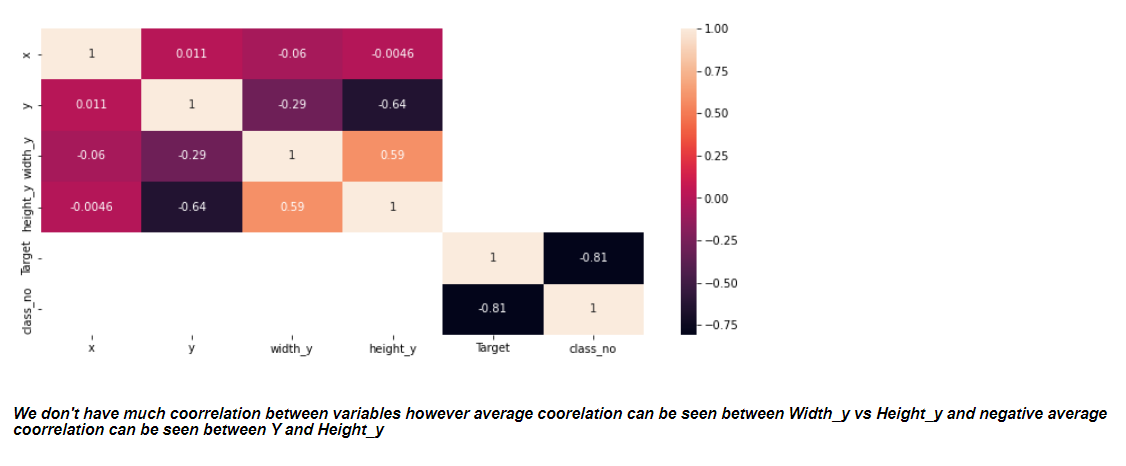 1.00
x
1
0.011
-0.06
-0.0046
0.75
y
0.011
1
-0.29
-0.64
0.50
width_y
-0.06
-0.29
1
0.59
0.25
height_y
-0.0046
-0.64
0.59
1
0.00
Target
1
-0.81
−0.25
class_no
-0.81
1
−0.50
−0.75
x
y
width_y
height_y
Target
class_no
We don't have much coorrelation between variables however average coorelation can be seen between Width_y vs Height_y and negative average
coorrelation can be seen between Y and Height_y